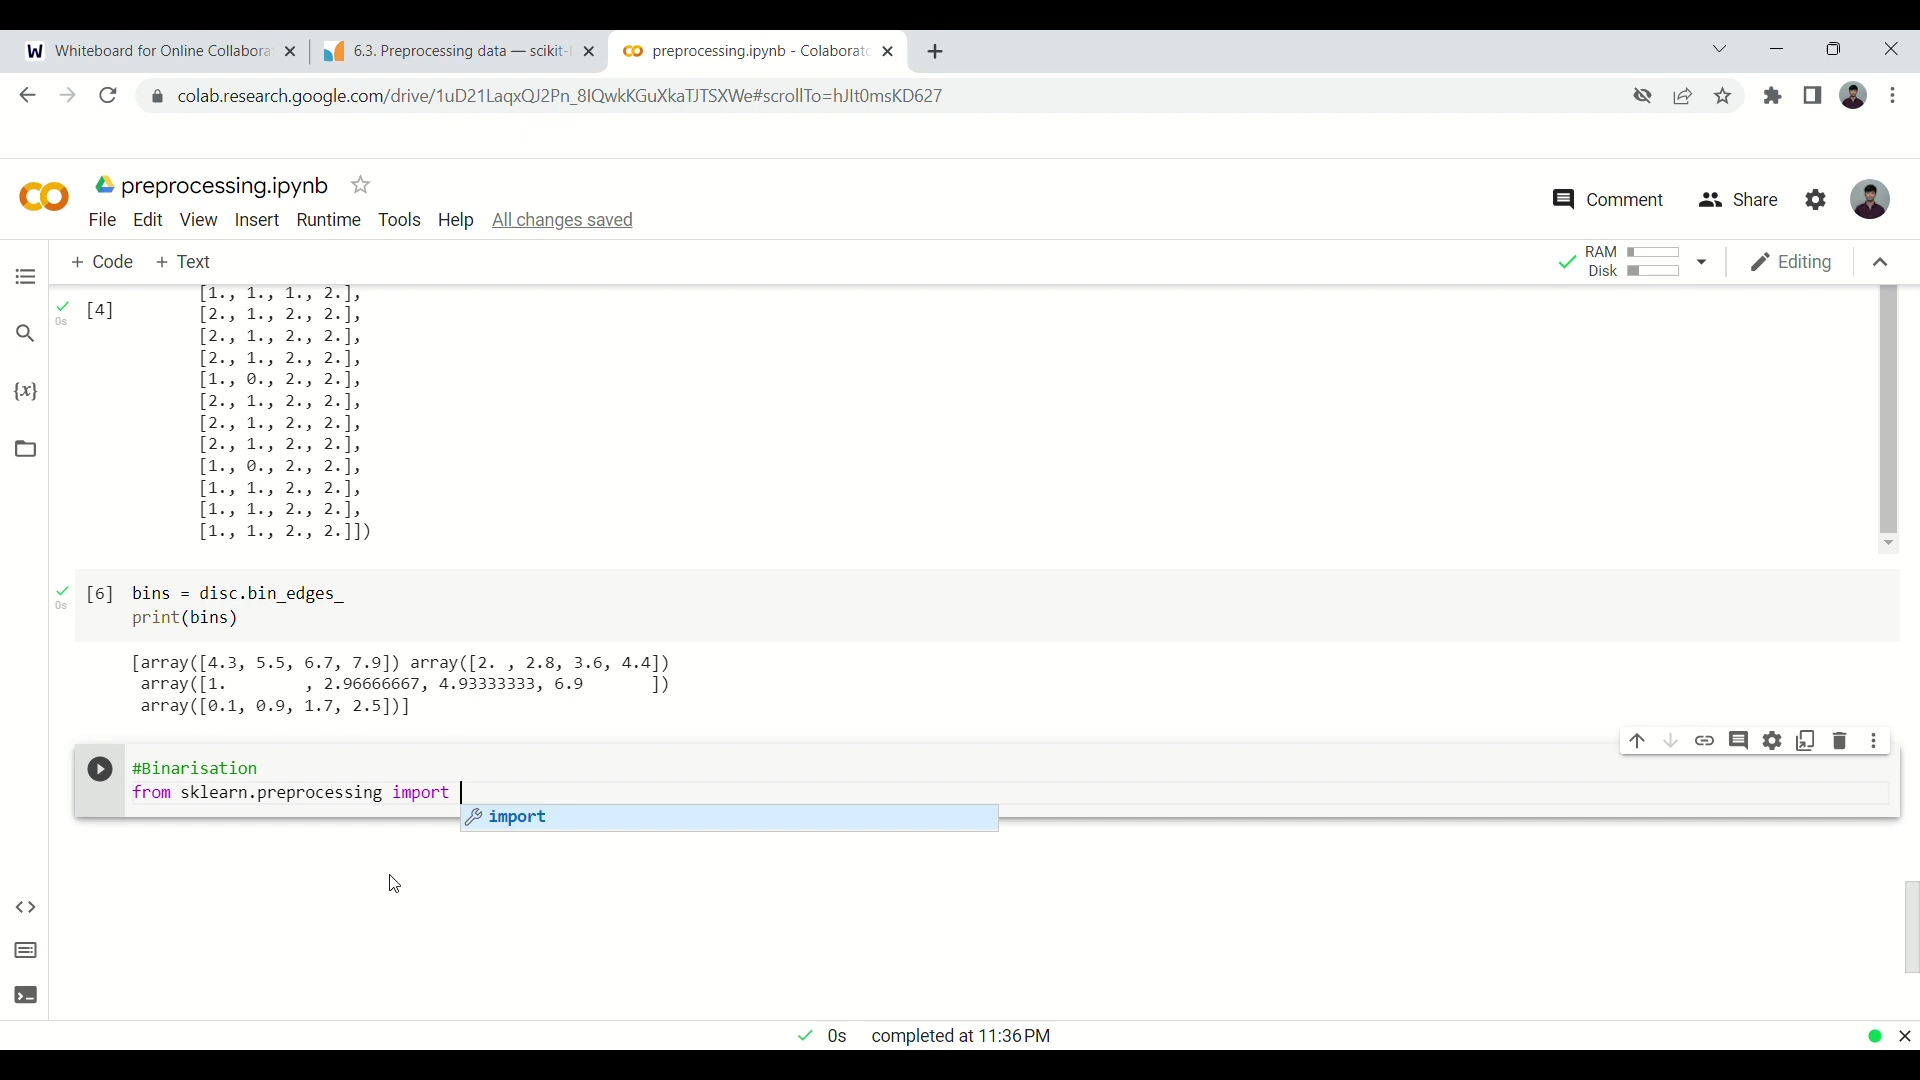 Whiteboard for Online Collabora
6.3. Preprocessing data — scikit-l
preprocessing.ipynb - Colaborato
colab.research.google.com/drive/1uD21LaqxQJ2Pn_8IQwkKGuXkaTJTSXWe#scrollTo=hJIt0msKD627
preprocessing.ipynb
File Edit View Insert Runtime Tools Help All changes saved
Comment
Share
+ Code + Text
RAM
Disk
Editing
0s
[4]
[1., 1., 1., 2.],
[2., 1., 2., 2.],
[2., 1., 2., 2.],
[2., 1., 2., 2.],
[1., 0., 2., 2.],
[2., 1., 2., 2.],
[2., 1., 2., 2.],
[2., 1., 2., 2.],
[1., 0., 2., 2.],
[1., 1., 2., 2.],
[1., 1., 2., 2.],
[1., 1., 2., 2.]])
0s
[6] bins = disc.bin_edges_
print(bins)
[array([4.3, 5.5, 6.7, 7.9]) array([2. , 2.8, 3.6, 4.4])
array([1. , 2.96666667, 4.93333333, 6.9 ])
array([0.1, 0.9, 1.7, 2.5])]
#Binarisation
from sklearn.preprocessing import
import
0s completed at 11:36 PM